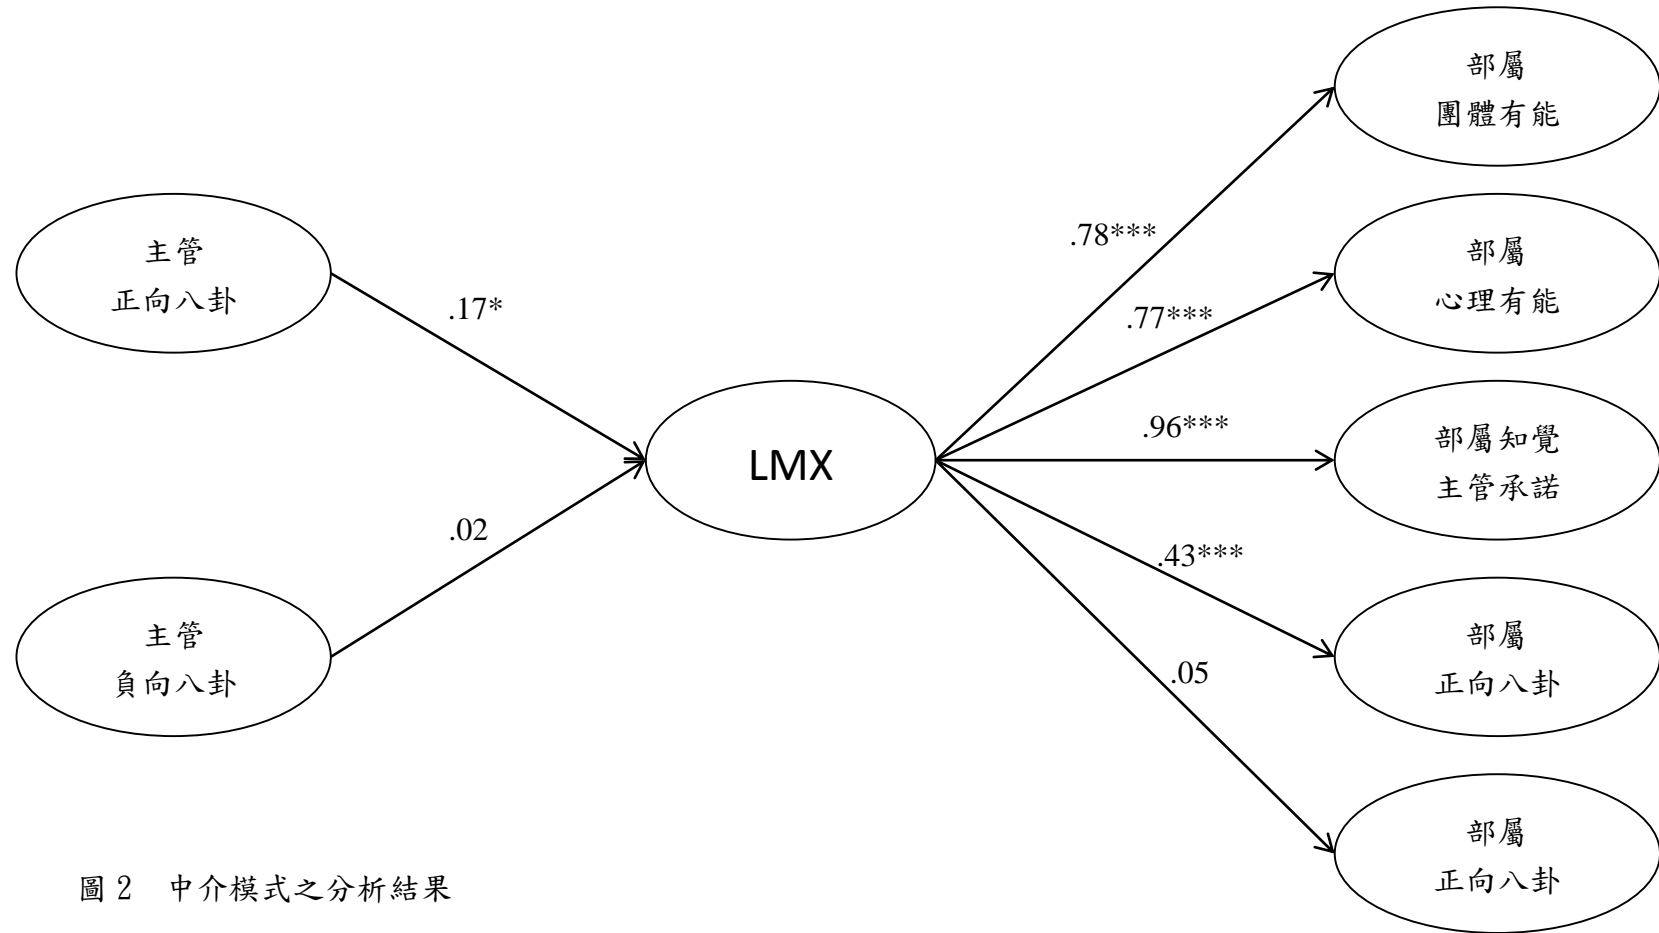 部屬
團體有能
.78***
主管
正向八卦
.17*
部屬
心理有能
.77***
LMX
.96***
部屬知覺
主管承諾
.02
.43***
主管
負向八卦
部屬
正向八卦
.05
部屬
正向八卦
圖 2 中介模式之分析結果